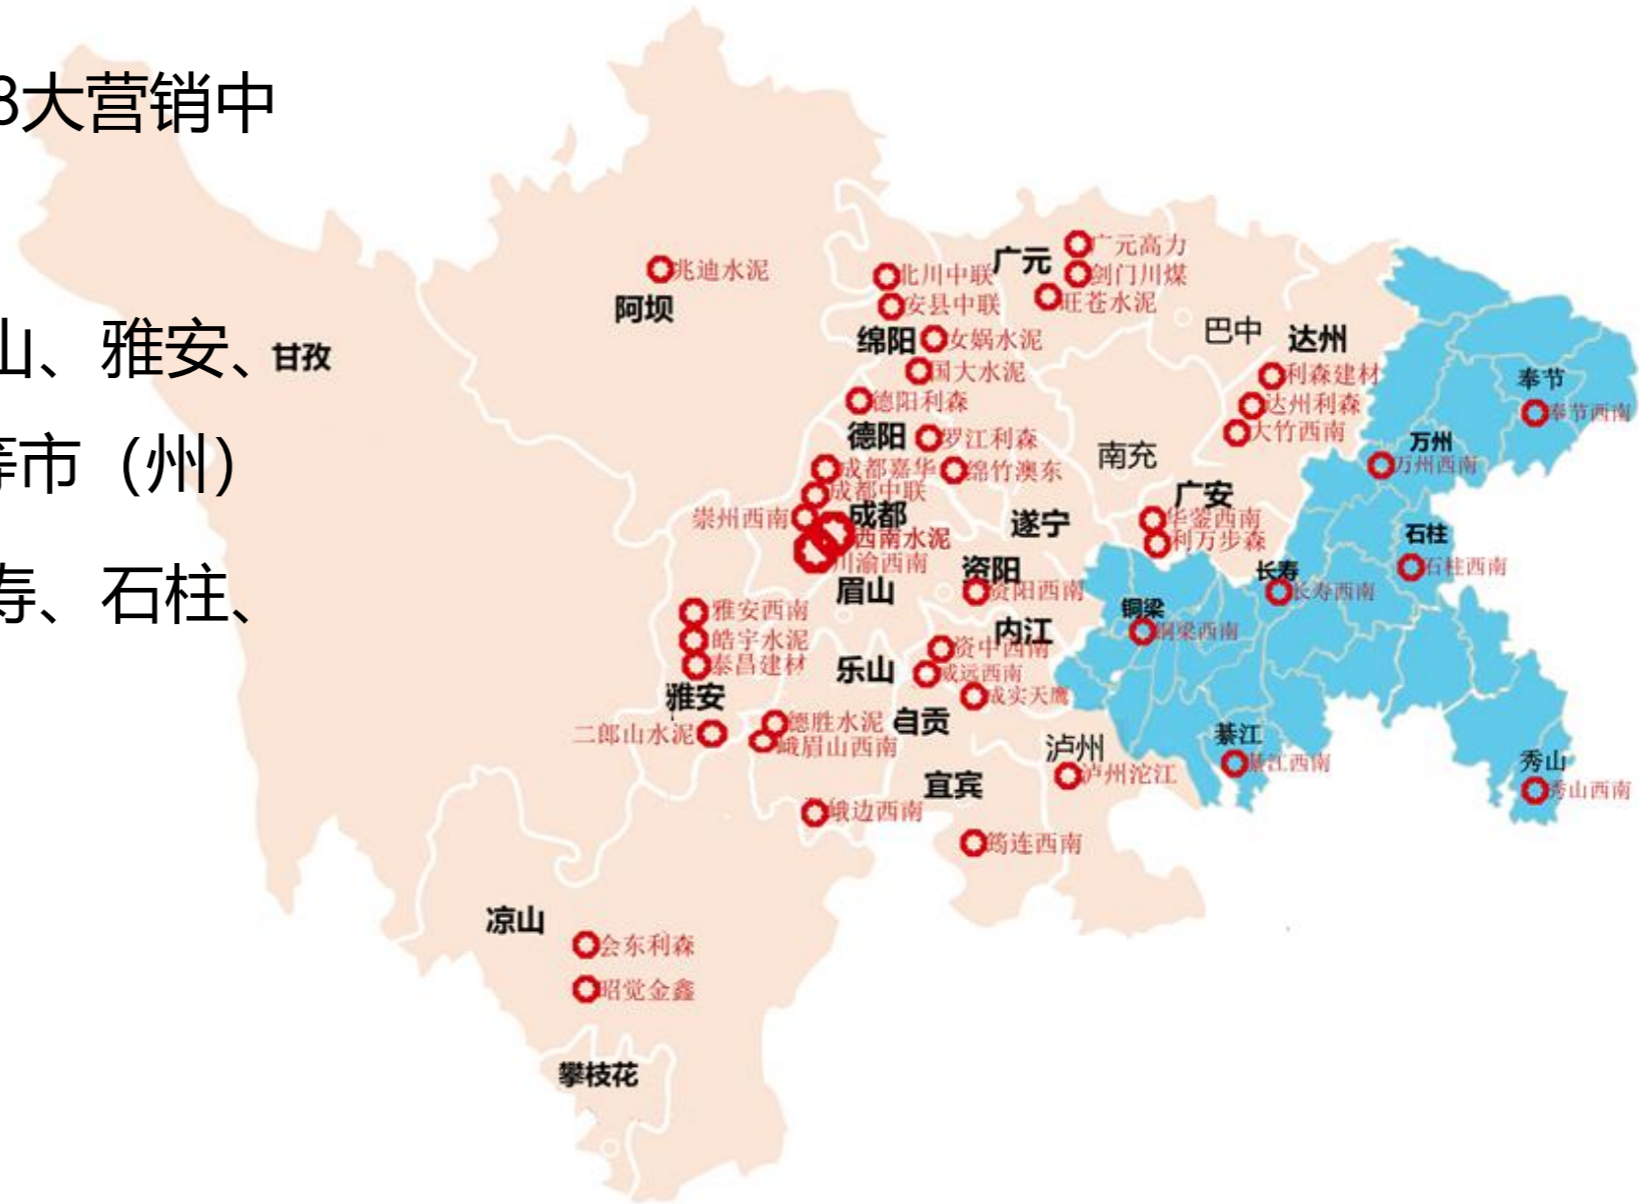 8大营销中
山、雅安、
等市（州）
寿、石柱、
广元高力
广元
兆迪水泥
北川中联
剑门川煤
阿坝
安县中联
旺苍水泥
绵阳
女娲水泥
巴中
达州
甘孜
国大水泥
利森建材
奉节
德阳利森
达州利森
奉节西南
德阳
罗江利森
大竹西南
万州
南充
成都嘉华
绵竹澳东
万州西南
成都中联
广安
崇州西南
成都
遂宁
华蓥西南
西南水泥
利万步森
石柱
川渝西南
资阳
长寿
石柱西南
眉山
资阳西南
长寿西南
雅安西南
铜梁
皓宇水泥
内江
铜梁西南
资中西南
泰昌建材
乐山
威远西南
雅安
成实天鹰
德胜水泥
自贡
二郎山水泥
峨眉山西南
泸州
綦江
泸州沱江
綦江西南
秀山
宜宾
秀山西南
峨边西南
筠连西南
凉山
会东利森
昭觉金鑫
攀枝花